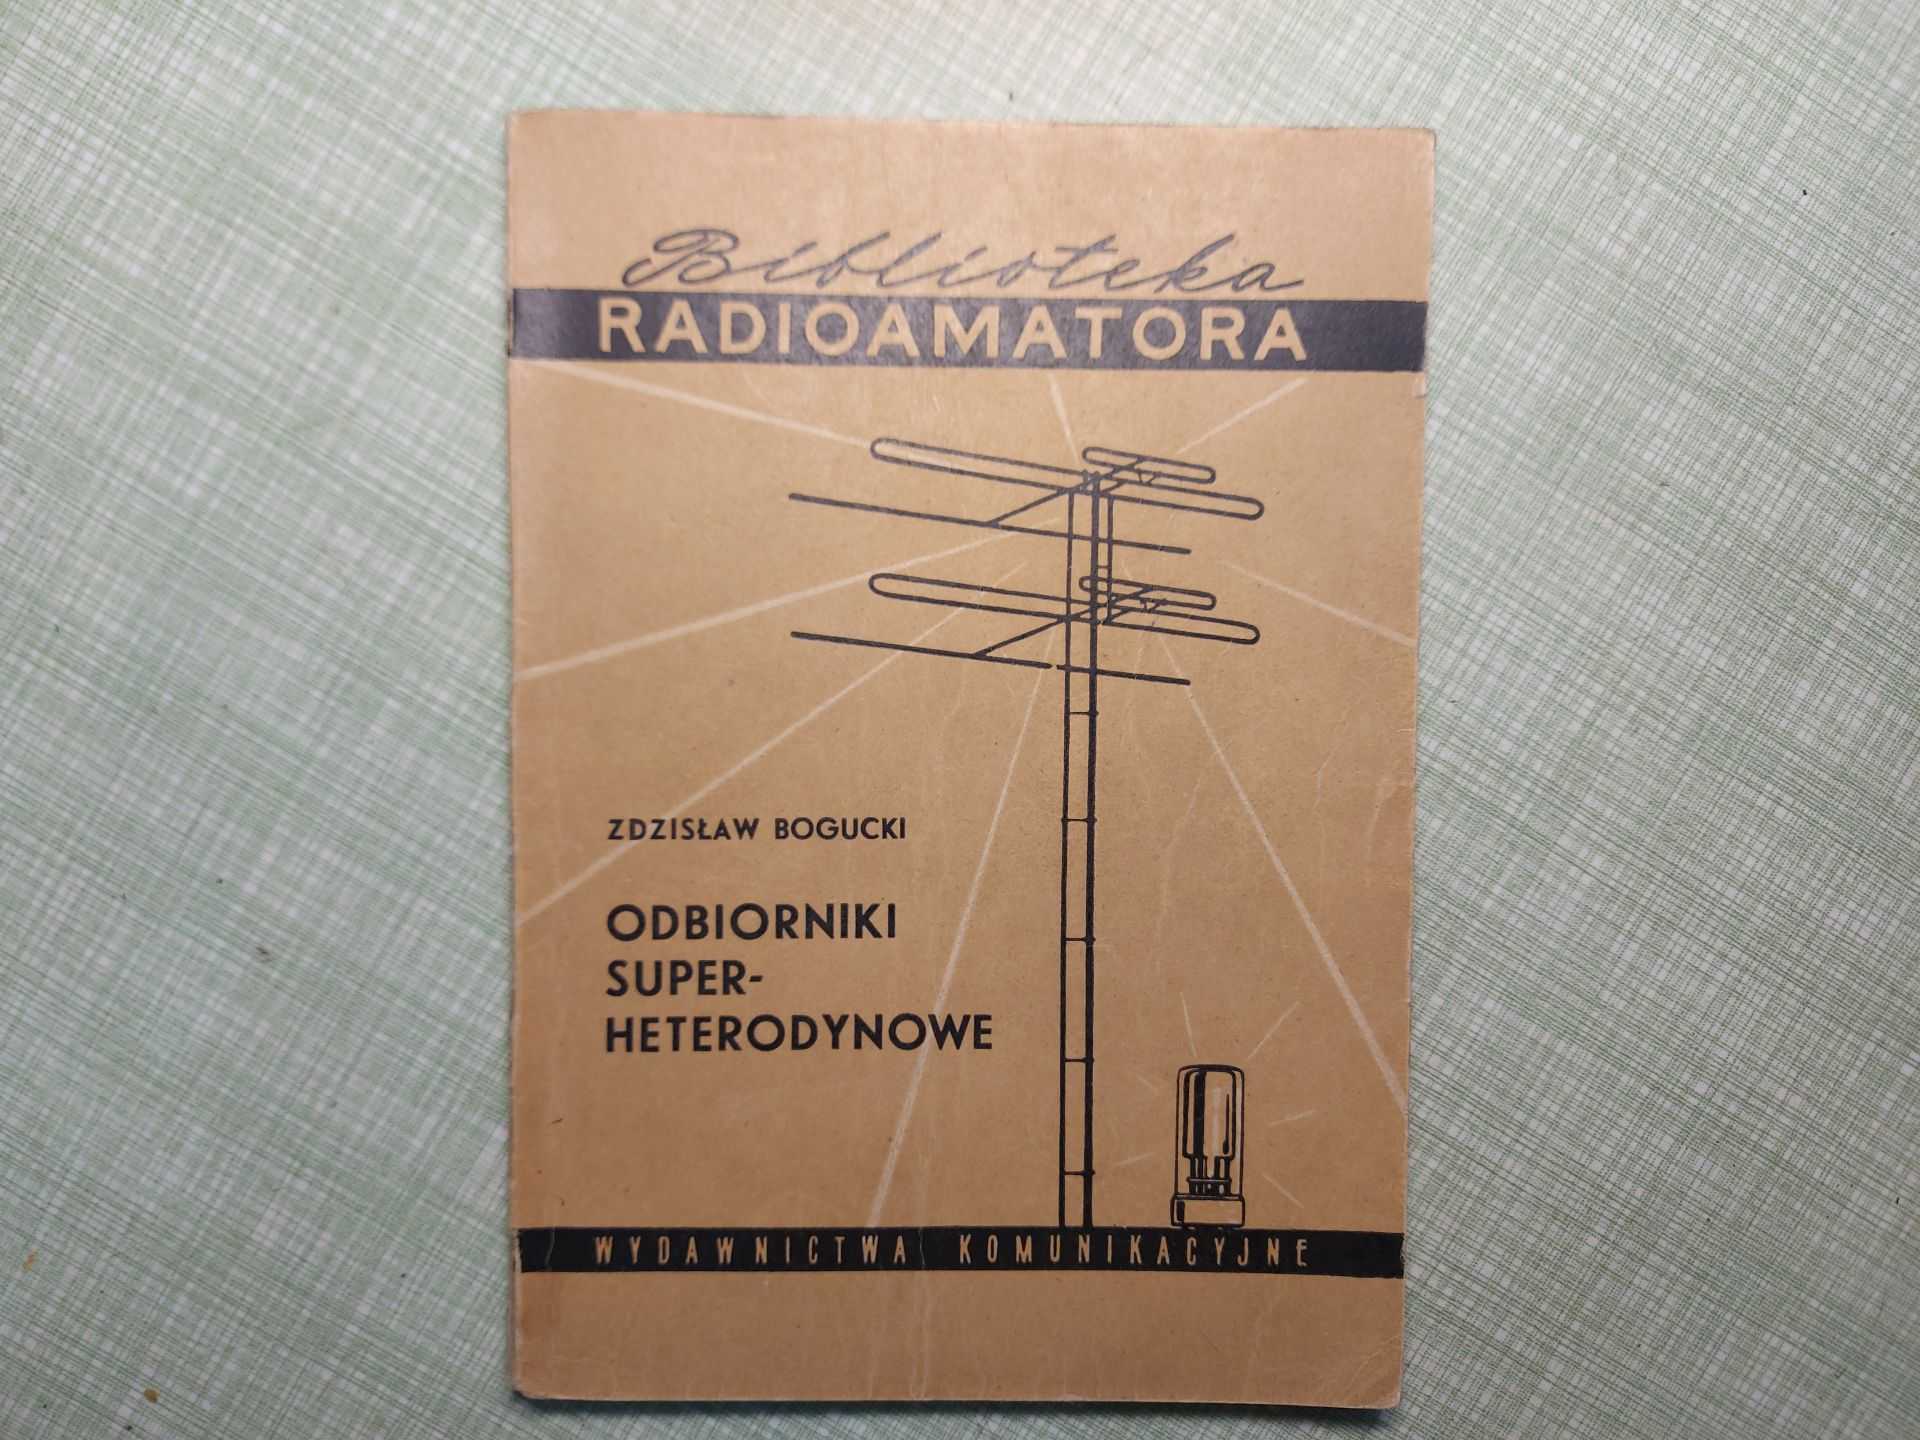 Biblioteka
RADIOAMATORA
ZDZISŁAW BOGUCKI
ODBIORNIKI
SUPER-
HETERODYNOWE
WYDAWNICTWA KOMUNIKACYJNE